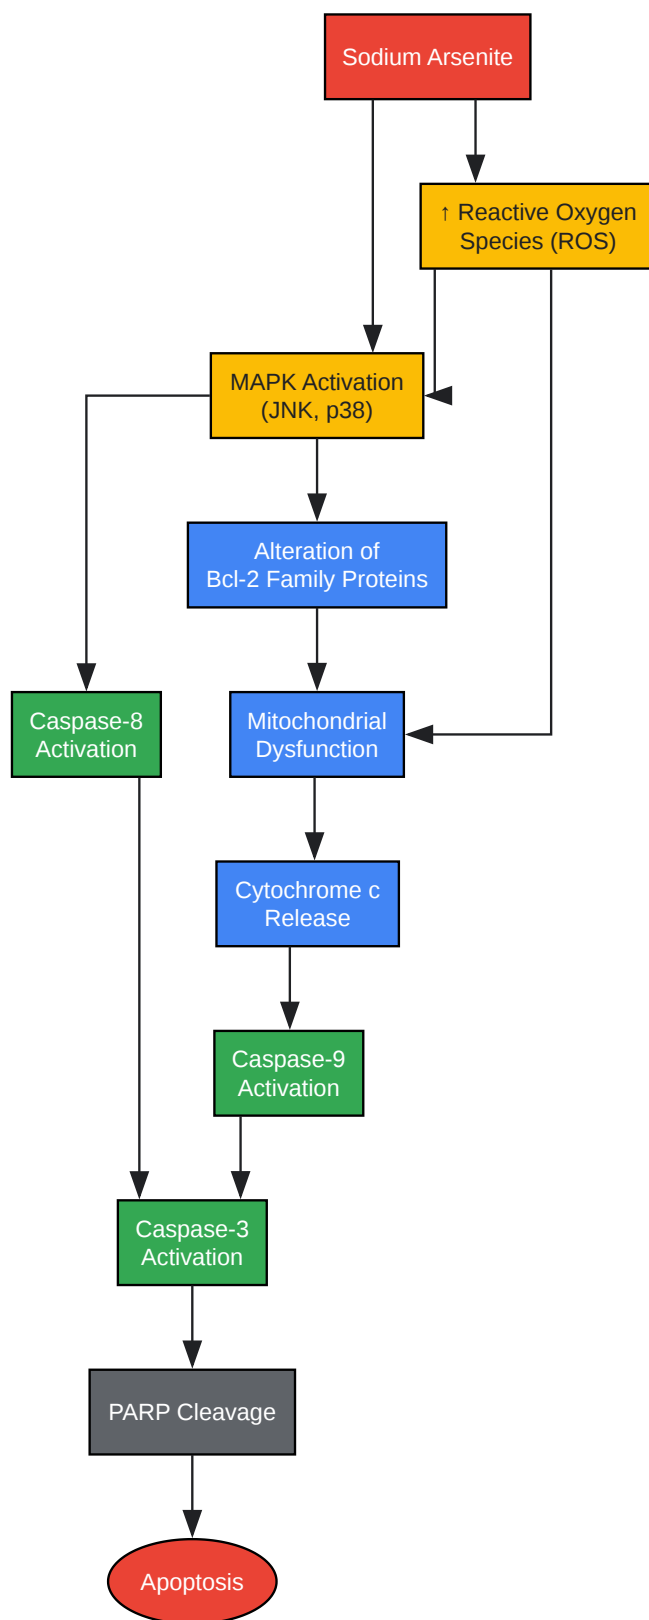 Sodium Arsenite
↑ Reactive Oxygen
Species (ROS)
MAPK Activation
(JNK, p38)
Alteration of
Bcl-2 Family Proteins
Caspase-8
Activation
Mitochondrial
Dysfunction
Cytochrome c
Release
Caspase-9
Activation
Caspase-3
Activation
PARP Cleavage
Apoptosis